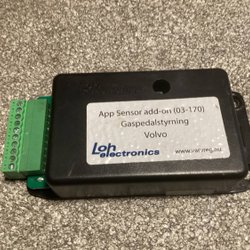 App Sensor add-on (03-170)
Gaspedalstyrning
Volvo
Loh
electronics